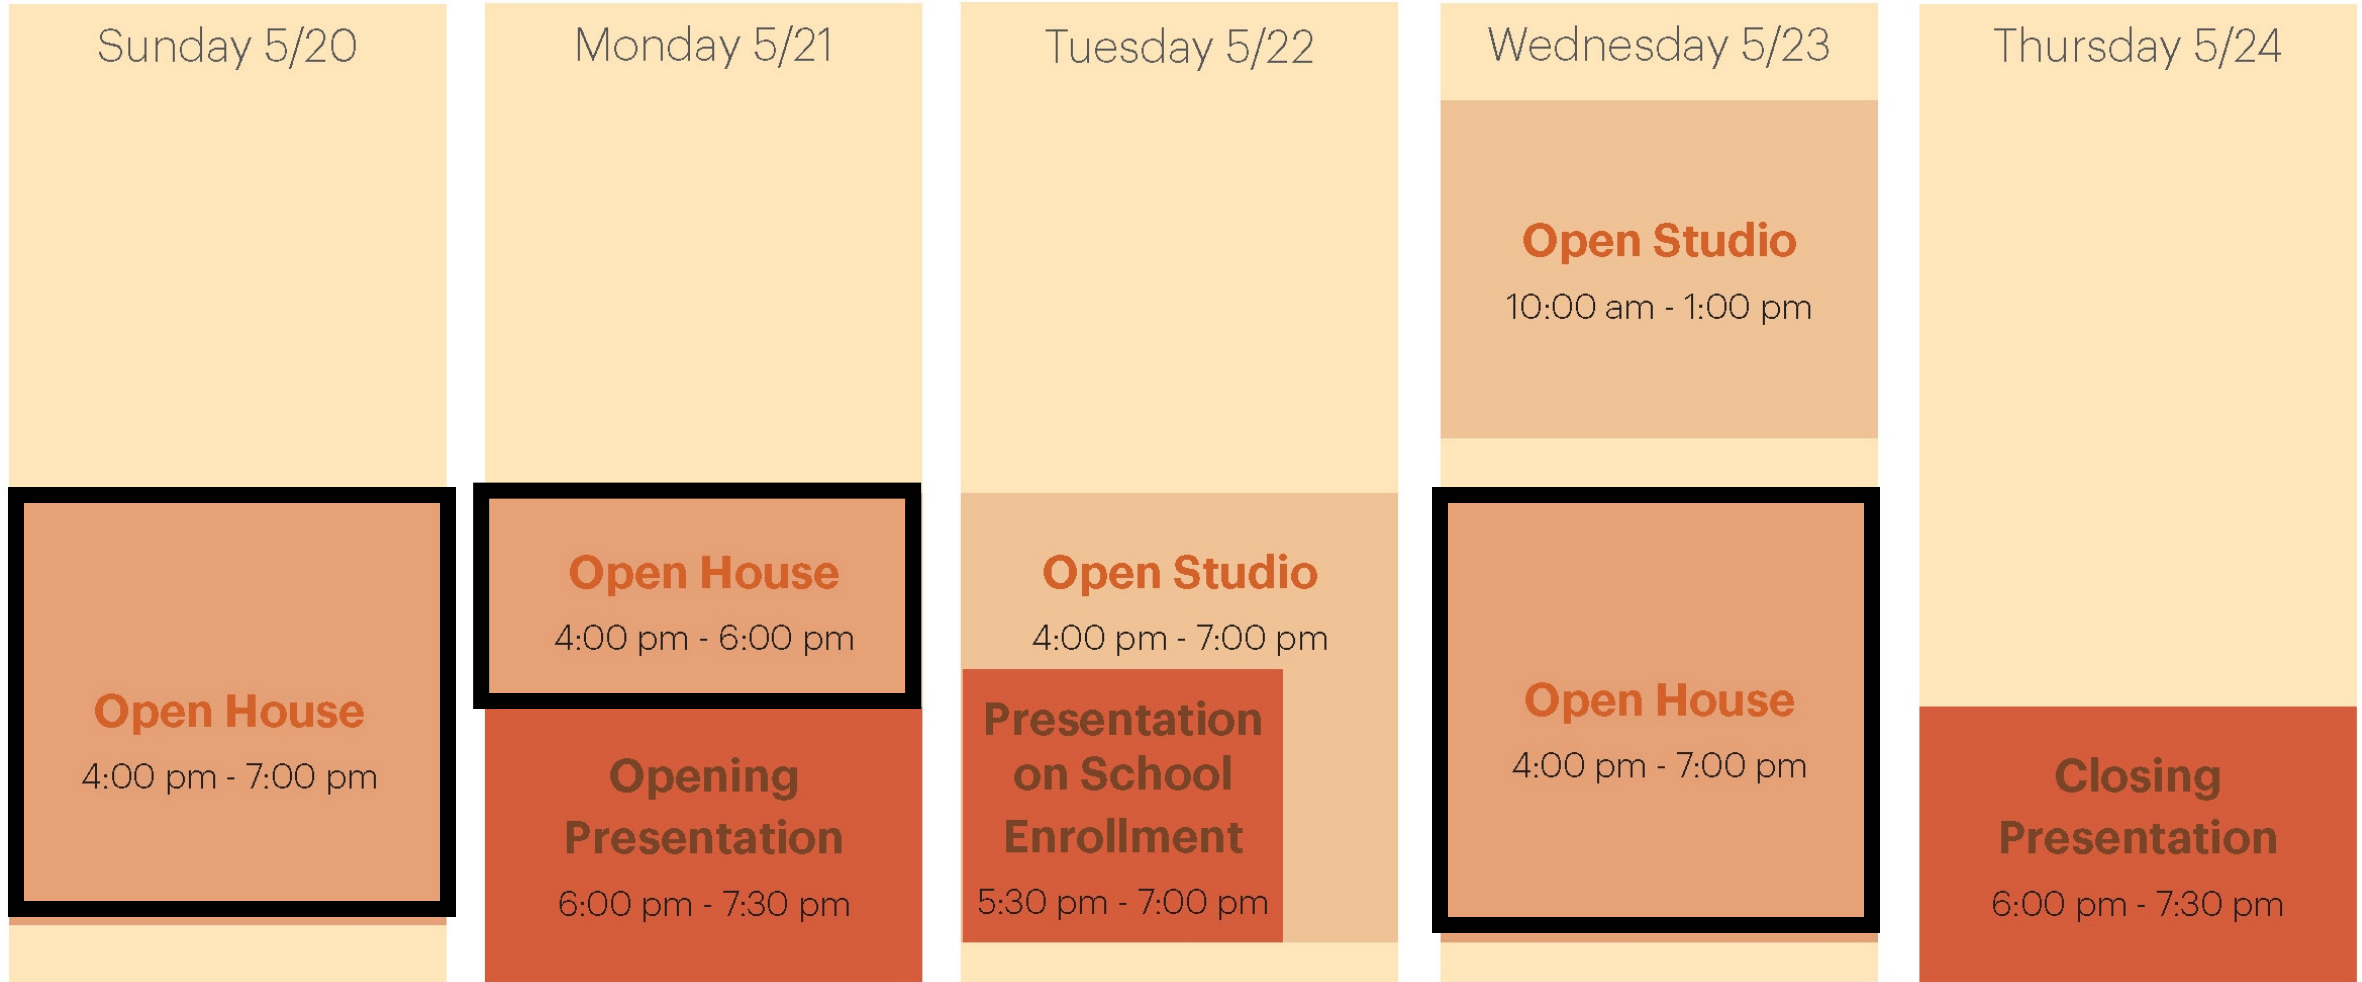 Sunday 5/20
Open House
4:00 pm - 7:00 pm
Monday 5/21
Open House
4:00 pm - 6:00 pm
Opening
Presentation
6:00 pm - 7:30 pm
Tuesday 5/22
Open Studio
4:00 pm - 7:00 pm
Presentation
on School
Enrollment
5:30 pm - 7:00 pm
Wednesday 5/23
Open Studio
10:00 am - 1:00 pm
Open House
4:00 pm - 7:00 pm
Thursday 5/24
Closing
Presentation
6:00 pm - 7:30 pm